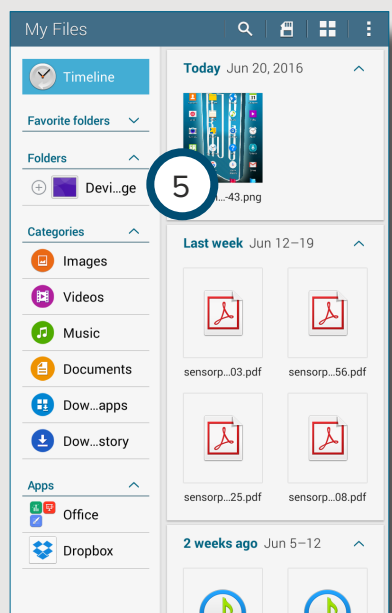 My Files
Timeline
Favorite folders
Folders
Devi...ge
5
Categories
Images
Videos
Music
Documents
Dow...apps
Dow...story
Apps
Office
Dropbox
Today Jun 20, 2016
...-43.png
Last week Jun 12–19
sensorp...03.pdf
sensorp...56.pdf
sensorp...25.pdf
sensorp...08.pdf
2 weeks ago Jun 5–12